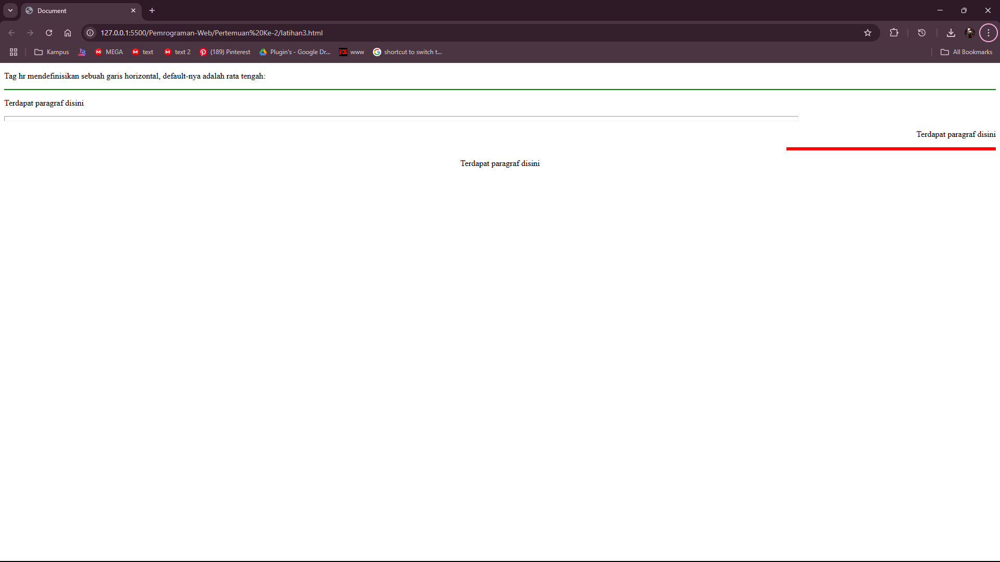 Document
127.0.0.1:5500/Pemrograman-Web/Pertemuan%20Ke-2/latihan3.html
Kampus MEGA text text 2 (189) Pinterest Plugin's - Google Dr... www shortcut to switch t... All Bookmarks
Tag hr mendefinisikan sebuah garis horizontal, default-nya adalah rata tengah:
Terdapat paragraf disini
Terdapat paragraf disini
Terdapat paragraf disini